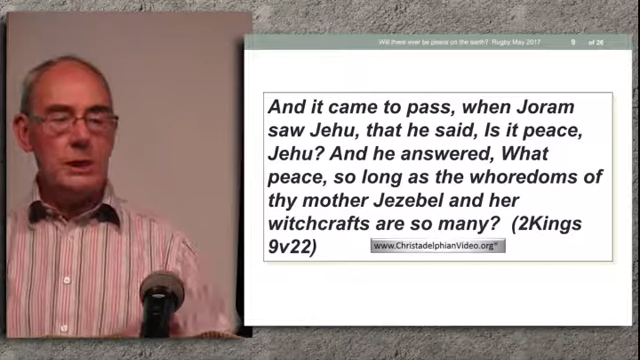 Will there ever be peace on the earth? Rugby May 2017 9 of 26
And it came to pass, when Joram
saw Jehu, that he said, Is it peace,
Jehu? And he answered, What
peace, so long as the whoredoms of
thy mother Jezebel and her
witchcrafts are so many? (2Kings
9v22)
www.ChristadelphianVideo.org